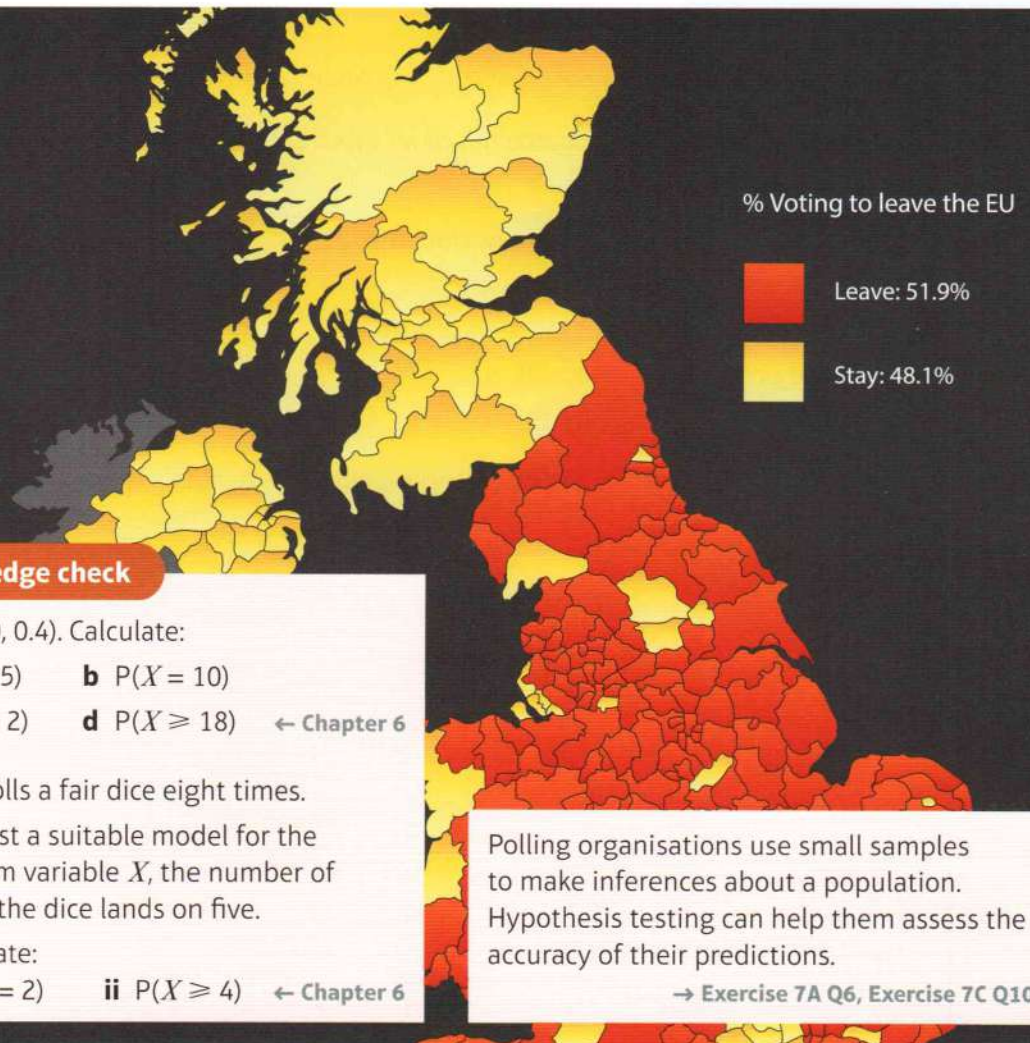 % Voting to leave the EU
Leave: 51.9%
Stay: 48.1%
edge check
, 0.4). Calculate:
5) b P(X = 10)
2) d P(X ⩾ 18) ← Chapter 6
olls a fair dice eight times.
st a suitable model for the
m variable X, the number of
the dice lands on five.
ate:
= 2) ii P(X ⩾ 4) ← Chapter 6
Polling organisations use small samples
to make inferences about a population.
Hypothesis testing can help them assess the
accuracy of their predictions.
→ Exercise 7A Q6, Exercise 7C Q10